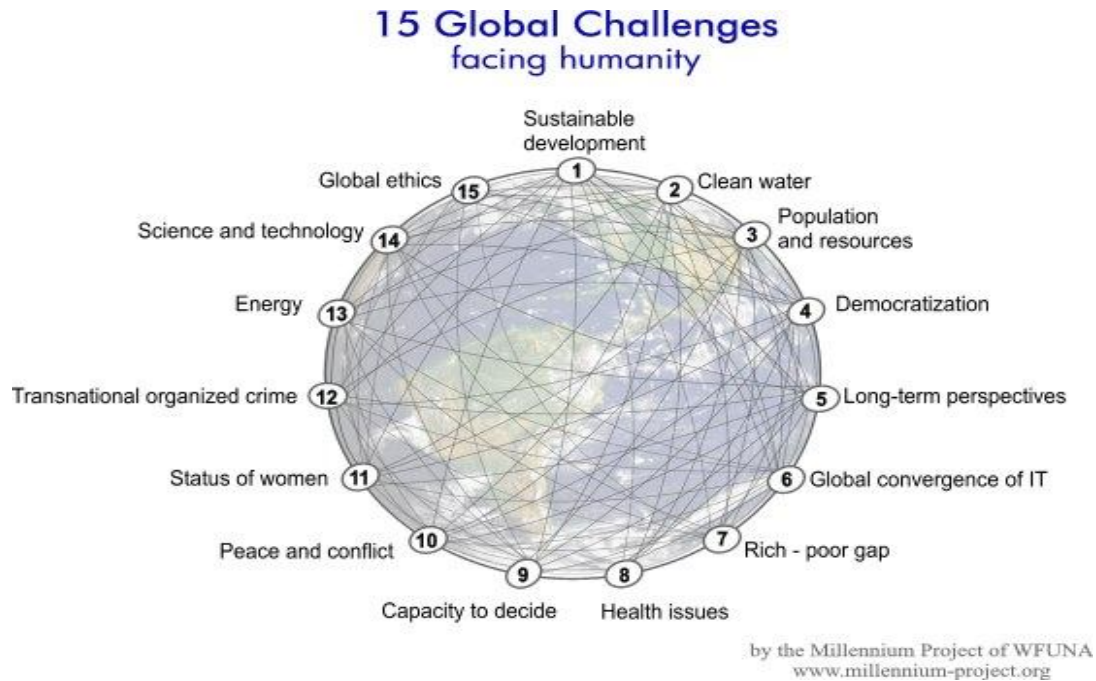 15 Global Challenges
facing humanity
Sustainable
development
1
2
Clean water
3
Population
and resources
4
Democratization
5
Long-term perspectives
6
Global convergence of IT
7
Rich - poor gap
8
Health issues
9
Capacity to decide
10
Peace and conflict
11
Status of women
12
Transnational organized crime
13
Energy
14
Science and technology
15
Global ethics
by the Millennium Project of WFUNA
www.millennium-project.org